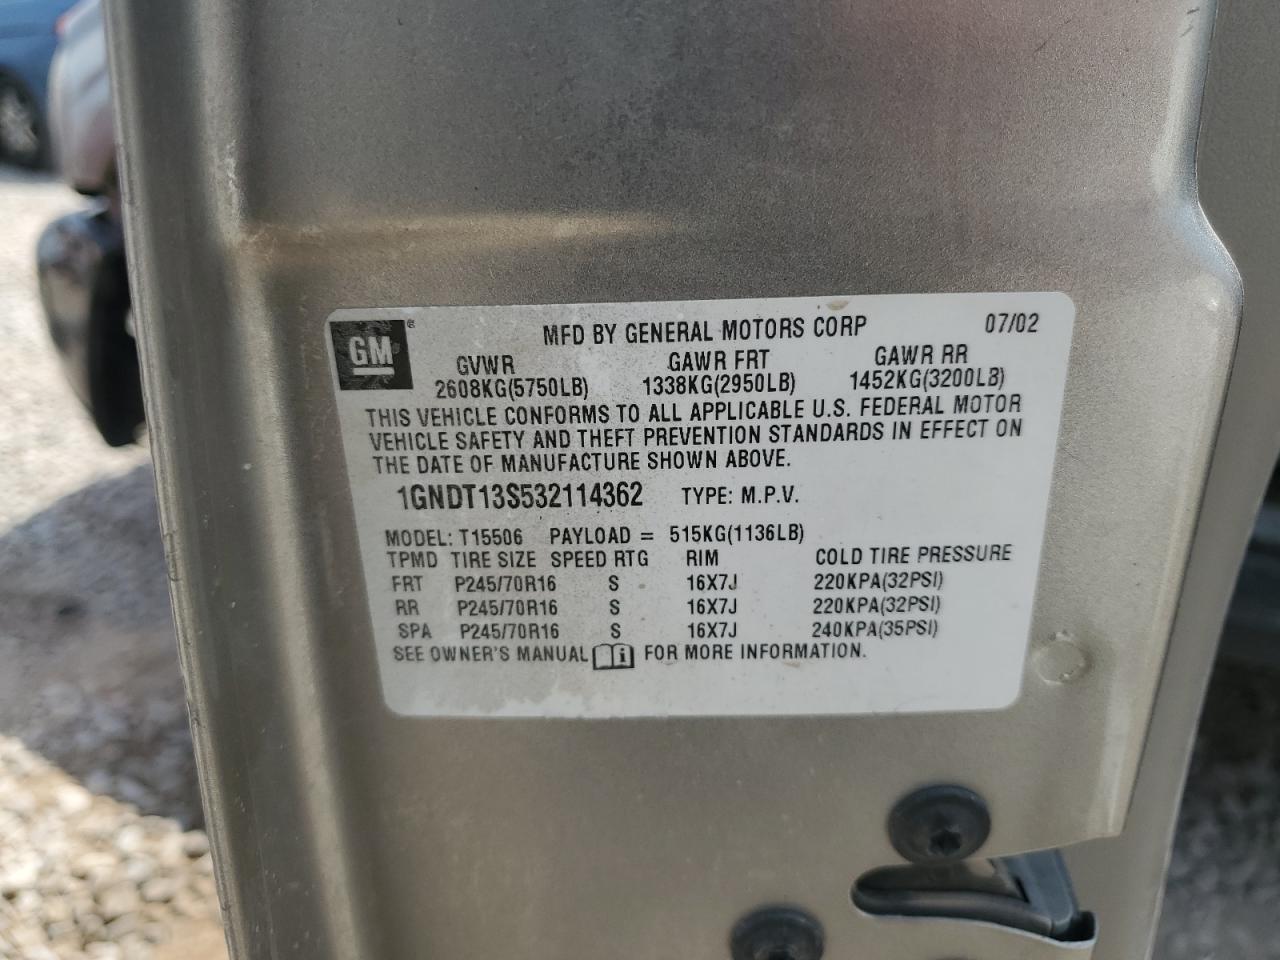 GM®
MFD BY GENERAL MOTORS CORP 07/02
GVWR GAWR FRT GAWR RR
2608KG(5750LB) 1338KG(2950LB) 1452KG(3200LB)
THIS VEHICLE CONFORMS TO ALL APPLICABLE U.S. FEDERAL MOTOR
VEHICLE SAFETY AND THEFT PREVENTION STANDARDS IN EFFECT ON
THE DATE OF MANUFACTURE SHOWN ABOVE.
1GNDT13S532114362 TYPE: M.P.V.
MODEL: T15506 PAYLOAD = 515KG(1136LB)
TPMD TIRE SIZE SPEED RTG RIM COLD TIRE PRESSURE
FRT P245/70R16 S 16X7J 220KPA(32PSI)
RR P245/70R16 S 16X7J 220KPA(32PSI)
SPA P245/70R16 S 16X7J 240KPA(35PSI)
SEE OWNER'S MANUAL i FOR MORE INFORMATION.